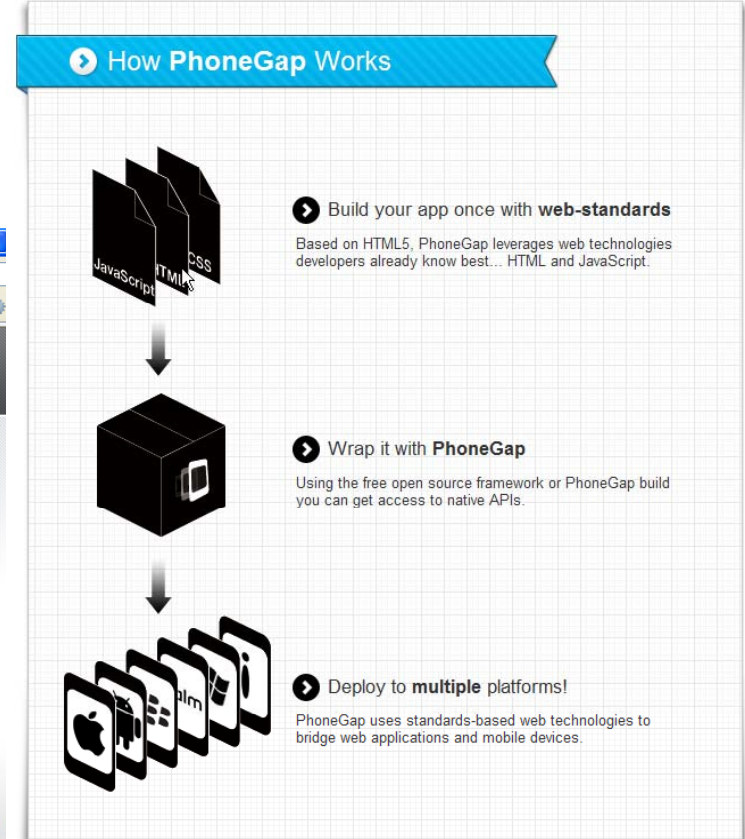 How PhoneGap Works
JavaScript
HTML
CSS
Build your app once with web-standards
Based on HTML5, PhoneGap leverages web technologies
developers already know best... HTML and JavaScript.
Wrap it with PhoneGap
Using the free open source framework or PhoneGap build
you can get access to native APIs.
Deploy to multiple platforms!
PhoneGap uses standards-based web technologies to
bridge web applications and mobile devices.